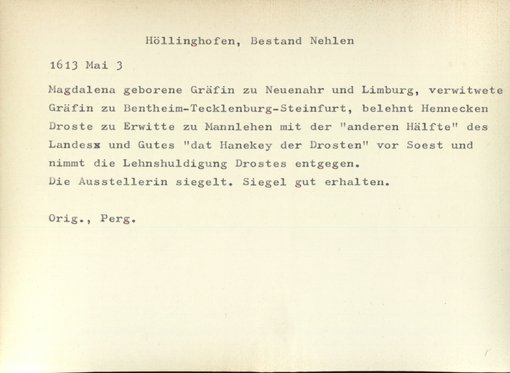 Höllinghofen, Bestand Nehlen
1613 Mai 3
Magdalena geborene Gräfin zu Neuenahr und Limburg, verwitwete
Gräfin zu Bentheim-Tecklenburg-Steinfurt, belehnt Hennecken
Droste zu Erwitte zu Mannlehen mit der "anderen Hälfte" des
Landesx und Gutes "dat Hanekey der Drosten" vor Soest und
nimmt die Lehnshuldigung Drostes entgegen.
Die Ausstellerin siegelt. Siegel gut erhalten.
Orig., Perg.